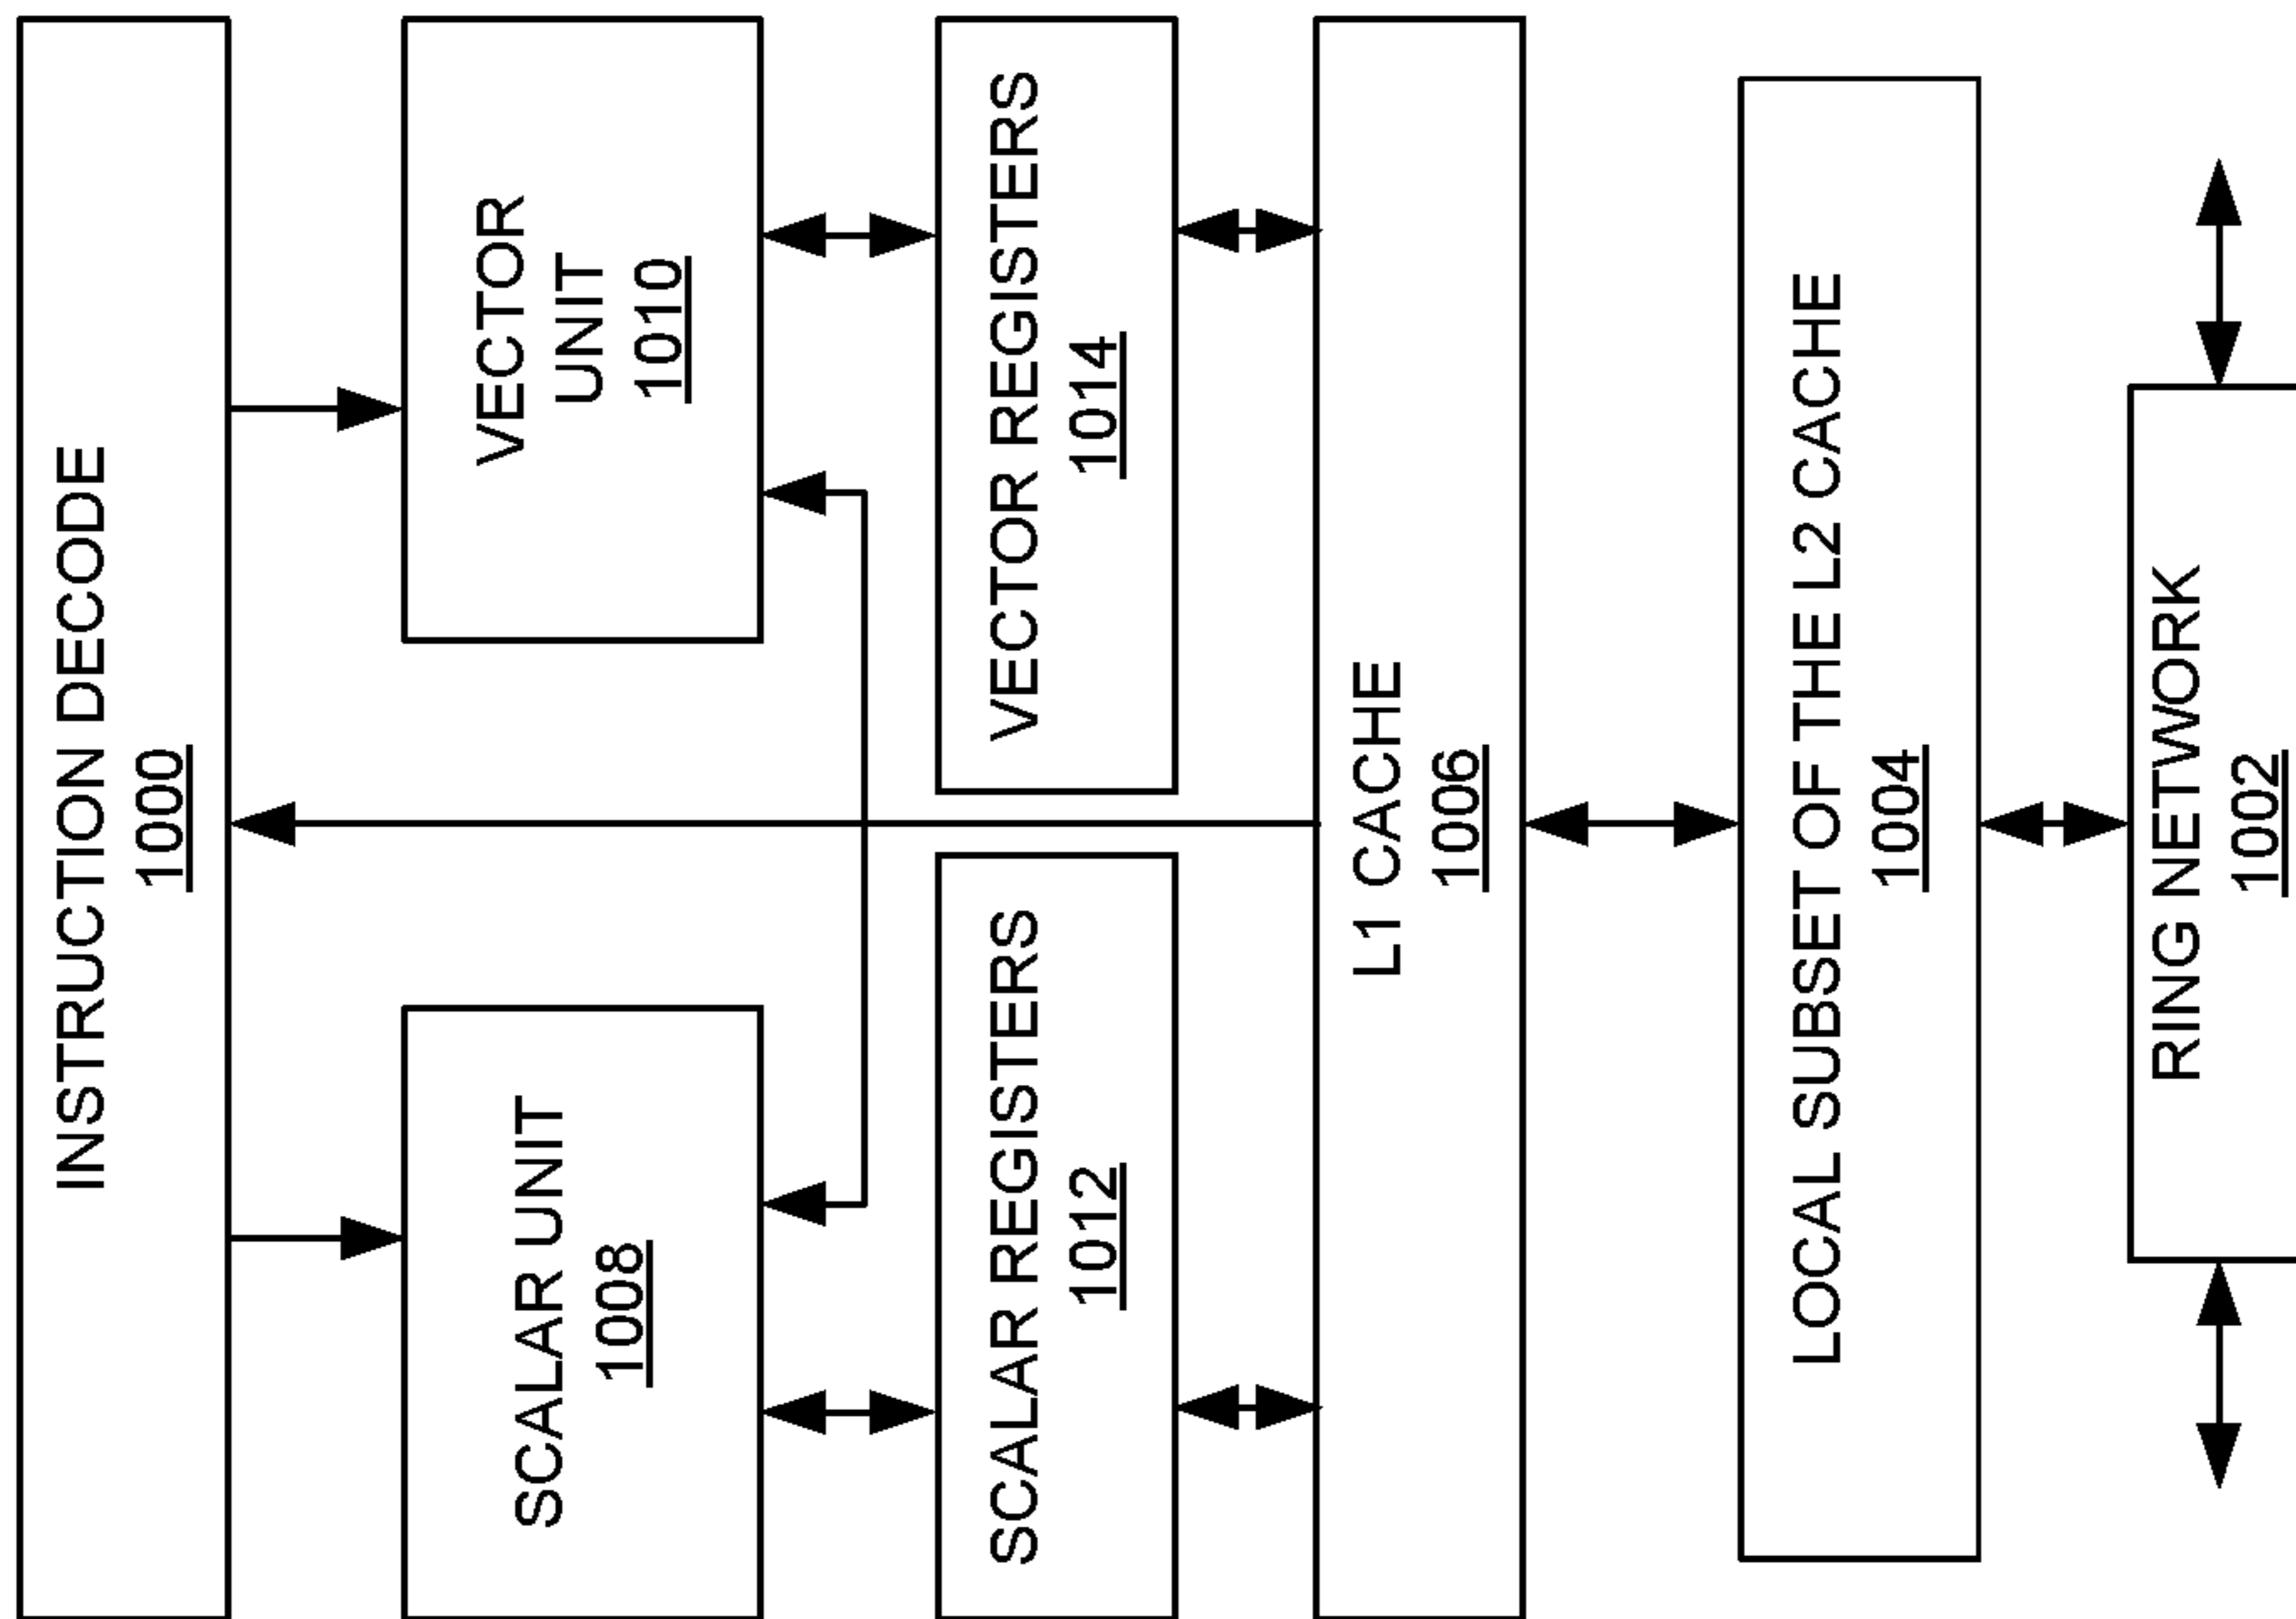 INSTRUCTION DECODE
1000
SCALAR UNIT
1008
VECTOR
UNIT
1010
SCALAR REGISTERS
1012
VECTOR REGISTERS
1014
L1 CACHE
1006
LOCAL SUBSET OF THE L2 CACHE
1004
RING NETWORK
1002